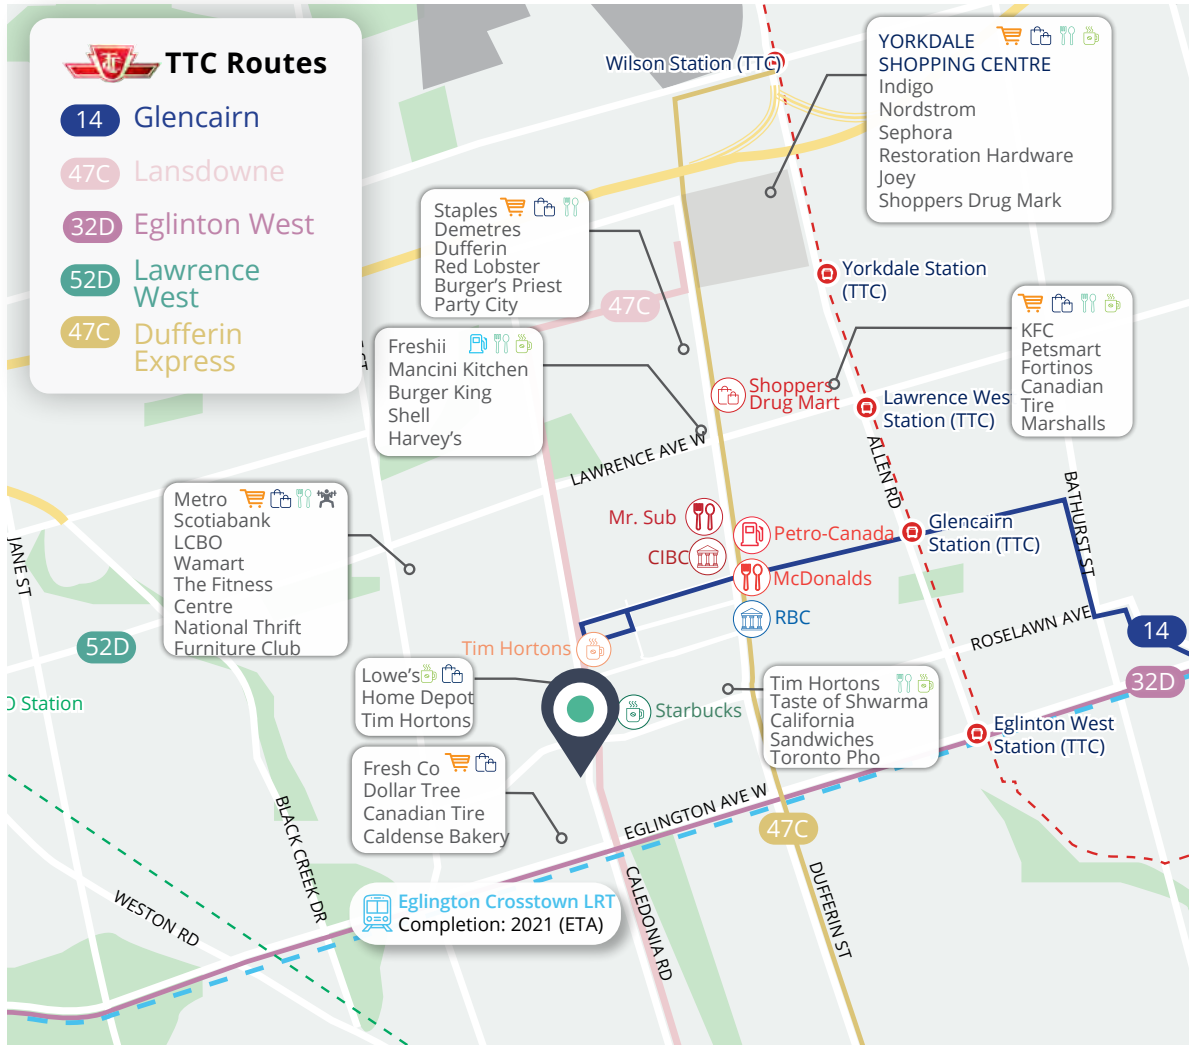 TTC Routes
14 Glencairn
47C Lansdowne
32D Eglinton West
52D Lawrence
West
47C Dufferin
Express
Wilson Station (TTC)
YORKDALE
SHOPPING CENTRE
Indigo
Nordstrom
Sephora
Restoration Hardware
Joey
Shoppers Drug Mark
Staples
Demetres
Dufferin
Red Lobster
Burger's Priest
Party City
Yorkdale Station
(TTC)
47C
KFC
Petsmart
Fortinos
Canadian
Tire
Marshalls
Freshii
Mancini Kitchen
Burger King
Shell
Harvey's
ST
Shoppers
Drug Mart
Lawrence Wes
Station (TTC)
LAWRENCE AVE W
ALLEN RD
BATHURST ST
Metro
Scotiabank
LCBO
Wamart
The Fitness
Centre
National Thrift
Furniture Club
JANE ST
Mr. Sub
Petro-Canada
CIBC
McDonalds
RBC
Glencairn
Station (TTC)
ROSELAWN AVE
14
52D
Tim Hortons
32D
Lowe's
Home Depot
Tim Hortons
O Station
Starbucks
Tim Hortons
Taste of Shwarma
California
Sandwiches
Toronto Pho
Eglinton West
Station (TTC)
Fresh Co
Dollar Tree
Canadian Tire
Caldense Bakery
EGLINGTON AVE W
47C
BLACK CREEK DR
WESTON RD
CALEDONIA RD
DUFFERIN ST
Eglington Crosstown LRT
Completion: 2021 (ETA)